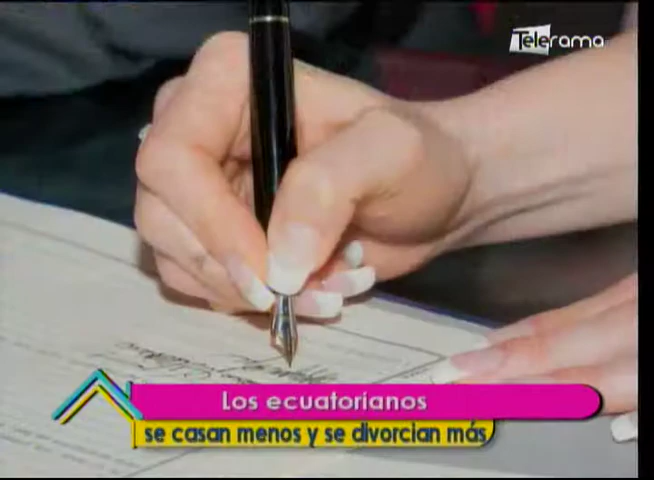 Telerama
Los ecuatorianos
se casan menos y se divorcian más